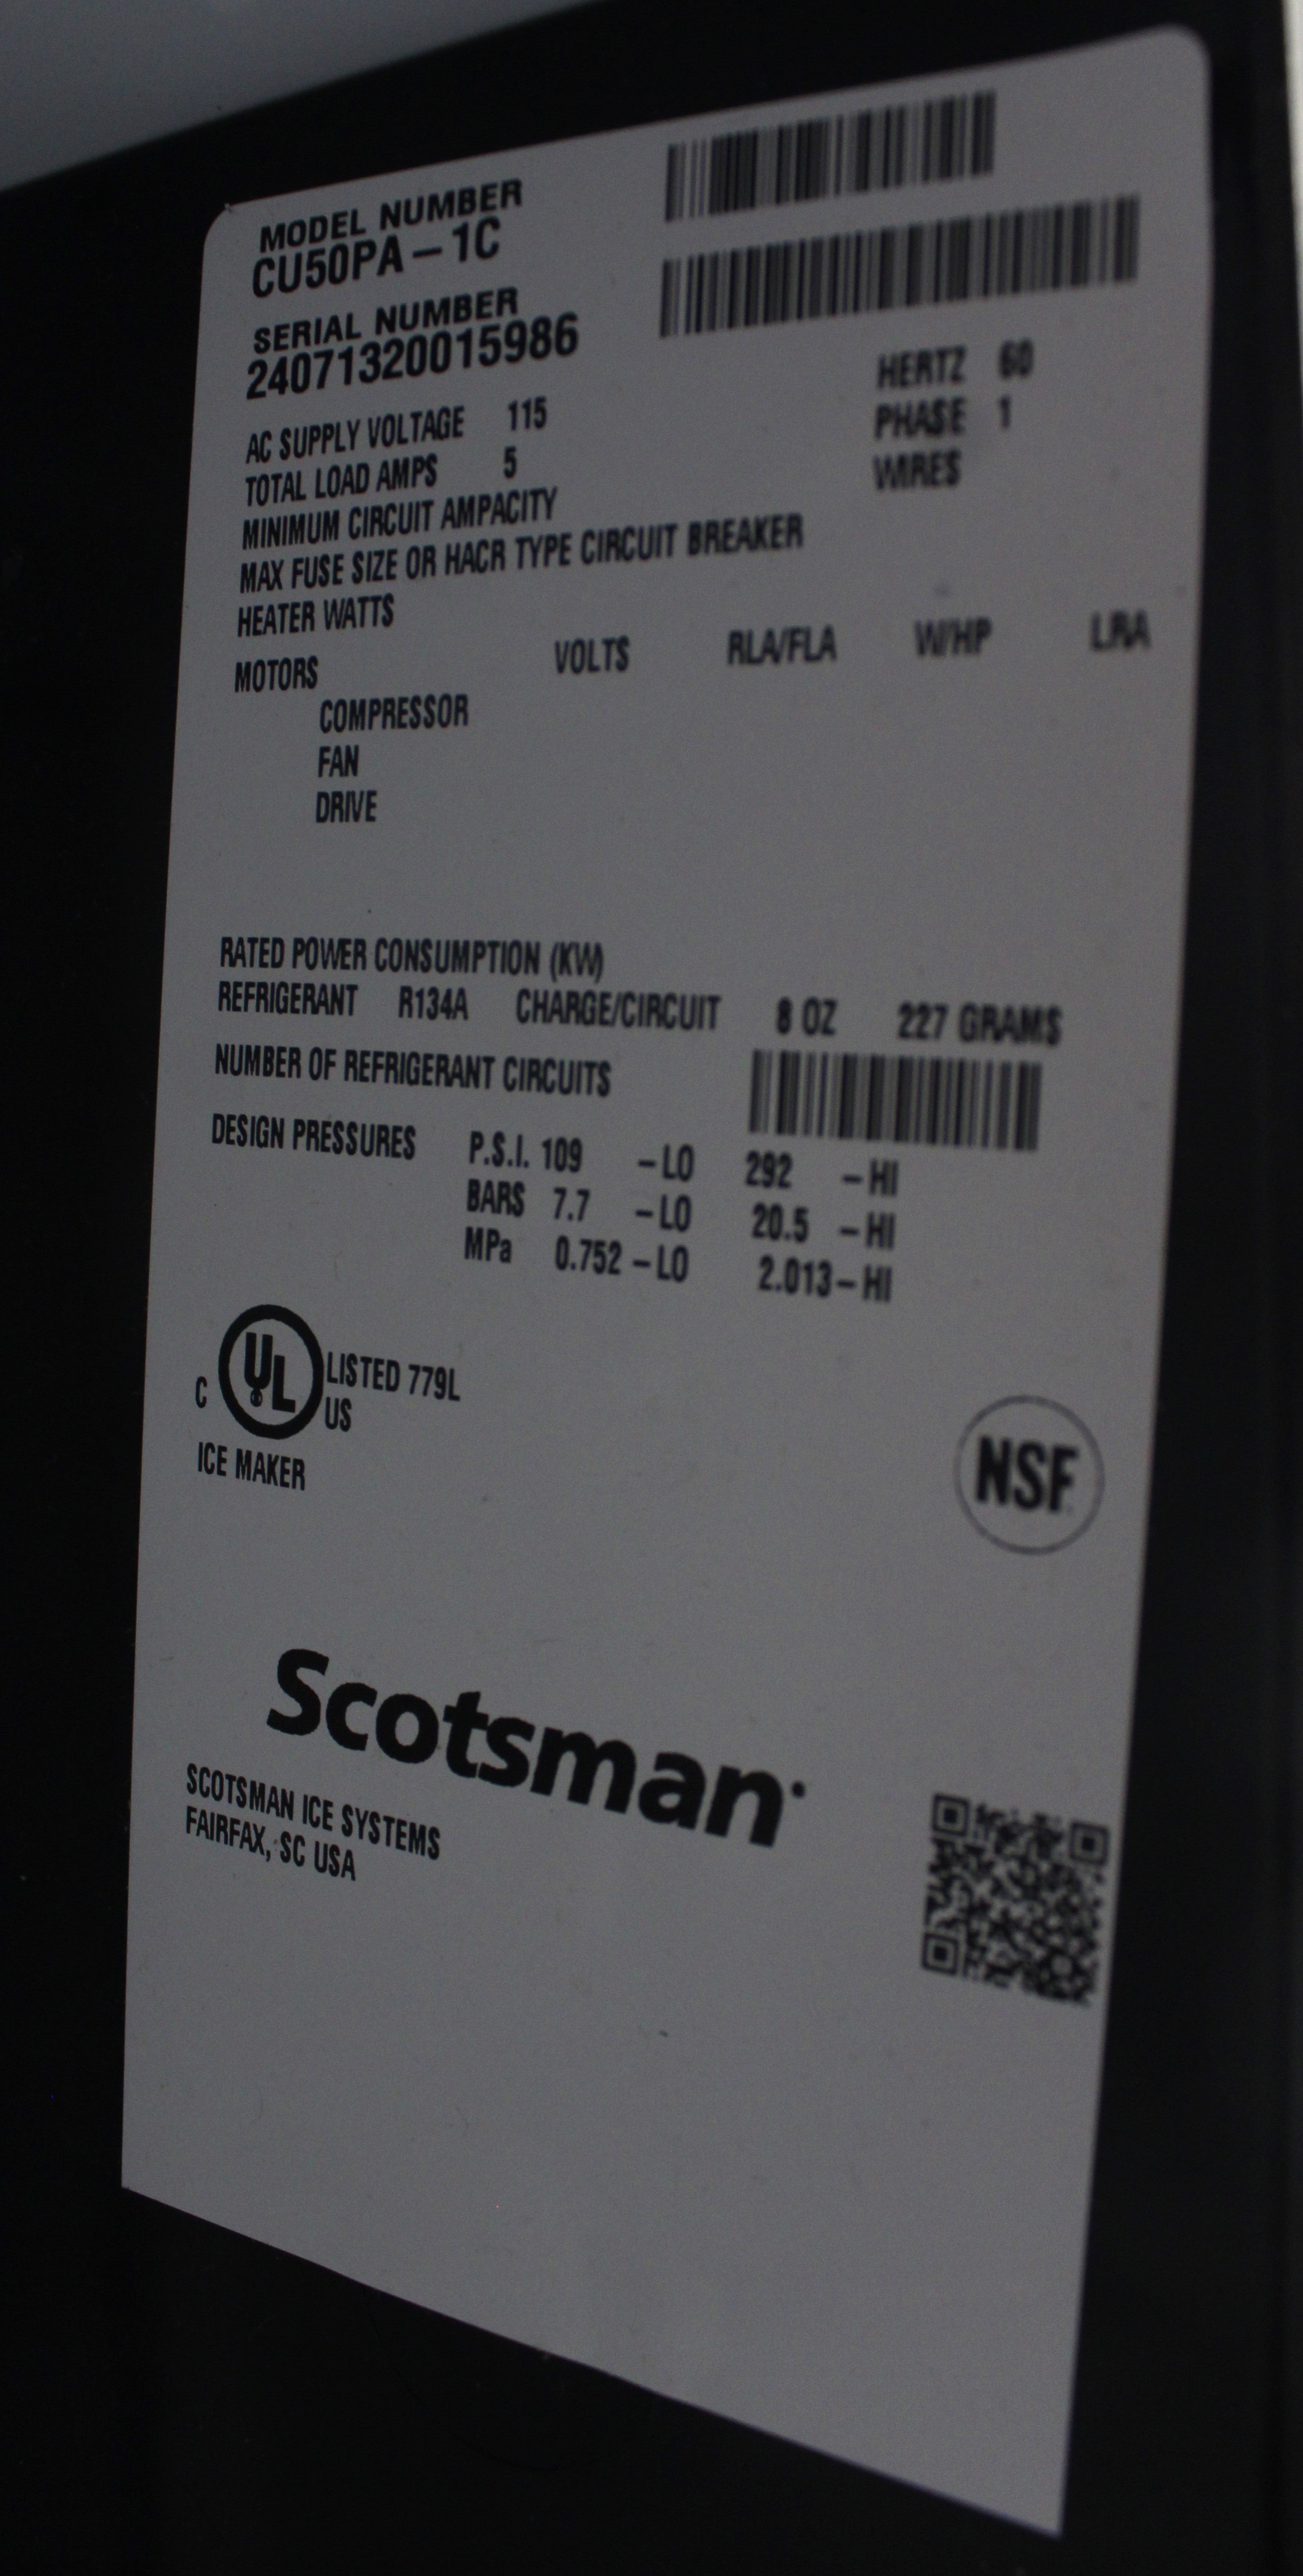 MODEL NUMBER
CU50PA-1C
SERIAL NUMBER
24071320015986
AC SUPPLY VOLTAGE 115 HERTZ 60
TOTAL LOAD AMPS 5 PHASE 1
MINIMUM CIRCUIT AMPACITY WIRES
MAX FUSE SIZE OR HACR TYPE CIRCUIT BREAKER
HEATER WATTS
MOTORS VOLTS RLA/FLA W/HP LRA
COMPRESSOR
FAN
DRIVE
RATED POWER CONSUMPTION (KW)
REFRIGERANT R134A CHARGE/CIRCUIT 8 OZ 227 GRAMS
NUMBER OF REFRIGERANT CIRCUITS
DESIGN PRESSURES P.S.I. 109 -LO 292 -HI
BARS 7.7 -LO 20.5 -HI
MPa 0.752 -LO 2.013-HI
C UL LISTED 779L
US
ICE MAKER
NSF
Scotsman
SCOTSMAN ICE SYSTEMS
FAIRFAX, SC USA